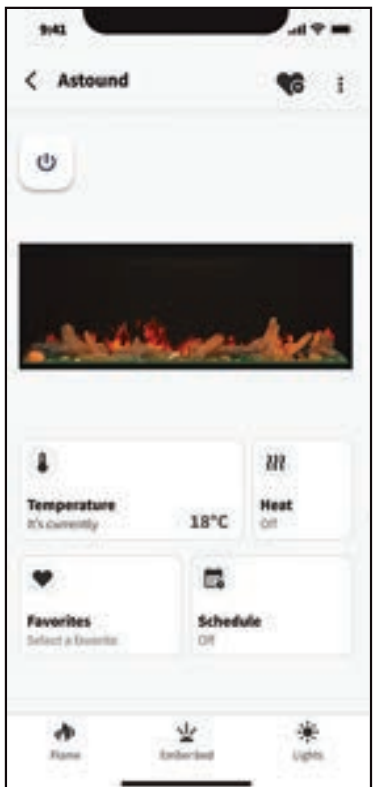 9:41
Astound
Temperature
It's currently
18°C
Heat
Off
Favorites
Select a favorite
Schedule
Off
Flame
Ember bed
Lights